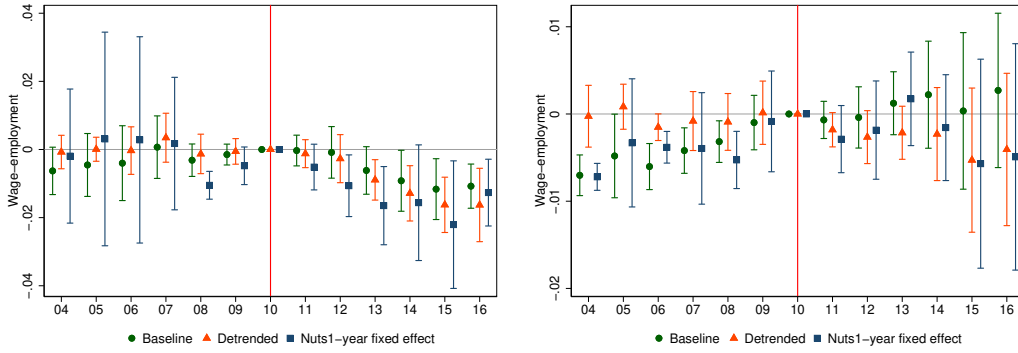 Wage−employment
.04
.02
0
−.02
−.04
04 05 06 07 08 09 10 11 12 13 14 15 16
Baseline Detrended Nuts1−year fixed effect
Wage−employment
.01
0
−.01
−.02
04 05 06 07 08 09 10 11 12 13 14 15 16
Baseline Detrended Nuts1−year fixed effect